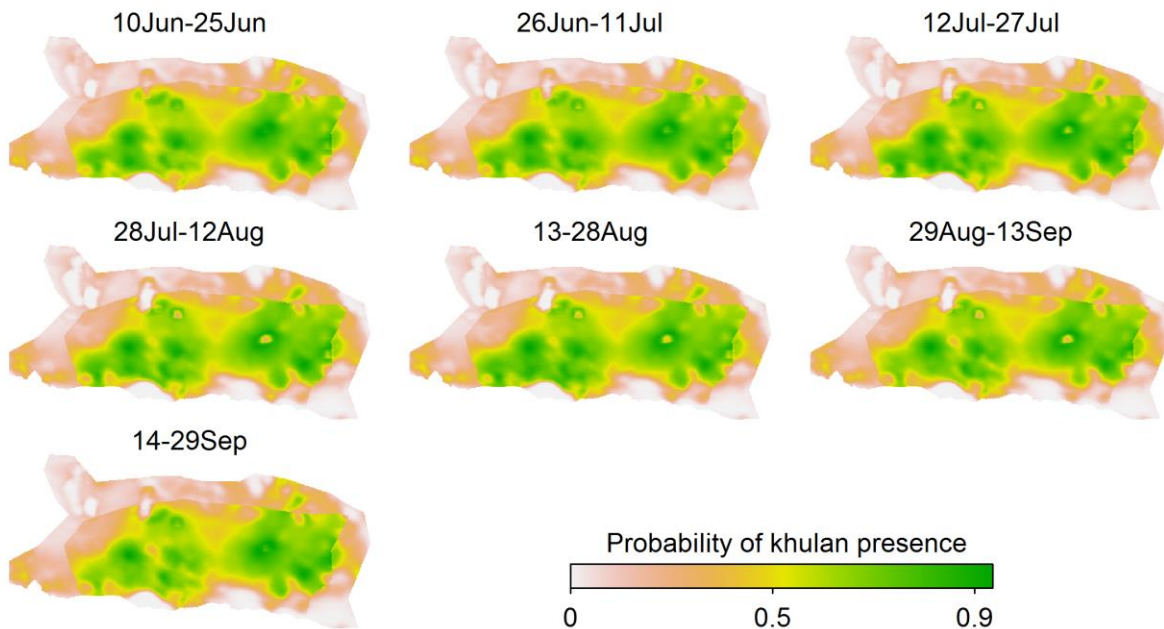 10Jun-25Jun
26Jun-11Jul
12Jul-27Jul
28Jul-12Aug
13-28Aug
29Aug-13Sep
14-29Sep
Probability of khulan presence
0
0.5
0.9